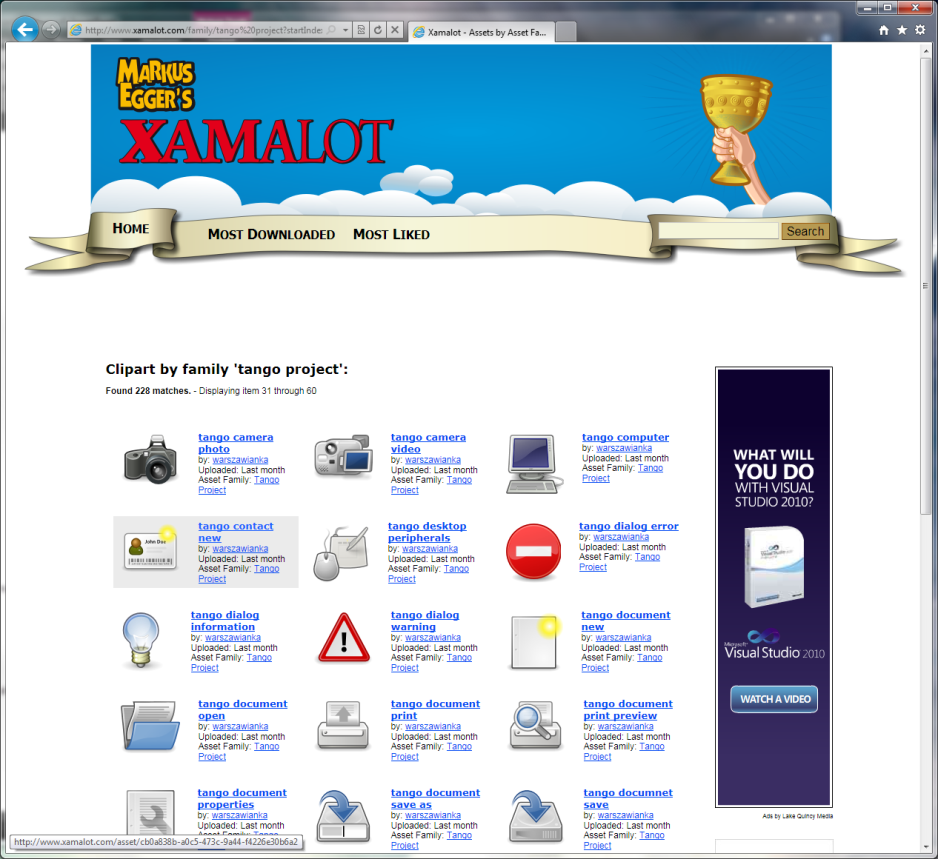 http://www.xamalot.com/family/tango%20project?startInde
Xamalot - Assets by Asset Fa...
MARKUS
EGGER'S
XAMALOT
HOME
MOST DOWNLOADED
MOST LIKED
Search
Clipart by family 'tango project':
Found 228 matches. - Displaying item 31 through 60
tango camera
photo
by: warszawianka
Uploaded: Last month
Asset Family: Tango
Project
tango camera
video
by: warszawianka
Uploaded: Last month
Asset Family: Tango
Project
tango computer
by: warszawianka
Uploaded: Last month
Asset Family: Tango
Project
John Doe
tango contact
new
by: warszawianka
Uploaded: Last month
Asset Family: Tango
Project
tango desktop
peripherals
by: warszawianka
Uploaded: Last month
Asset Family: Tango
Project
tango dialog error
by: warszawianka
Uploaded: Last month
Asset Family: Tango
Project
tango dialog
information
by: warszawianka
Uploaded: Last month
Asset Family: Tango
Project
tango dialog
warning
by: warszawianka
Uploaded: Last month
Asset Family: Tango
Project
tango document
new
by: warszawianka
Uploaded: Last month
Asset Family: Tango
Project
tango document
open
by: warszawianka
Uploaded: Last month
Asset Family: Tango
Project
tango document
print
by: warszawianka
Uploaded: Last month
Asset Family: Tango
Project
tango document
print preview
by: warszawianka
Uploaded: Last month
Asset Family: Tango
Project
tango document
properties
by: warszawianka
Uploaded: Last month
Asset Family: Tango
tango document
save as
by: warszawianka
Uploaded: Last month
Asset Family: Tango
Project
tango documnet
save
by: warszawianka
Uploaded: Last month
Asset Family: Tango
Project
WHAT WILL
YOU DO
WITH VISUAL
STUDIO 2010?
Microsoft
Visual Studio 2010
WATCH A VIDEO
Ads by Lake Quincy Media
http://www.xamalot.com/asset/cb0a838b-a0c5-473c-9a44-f4226e30b6a2